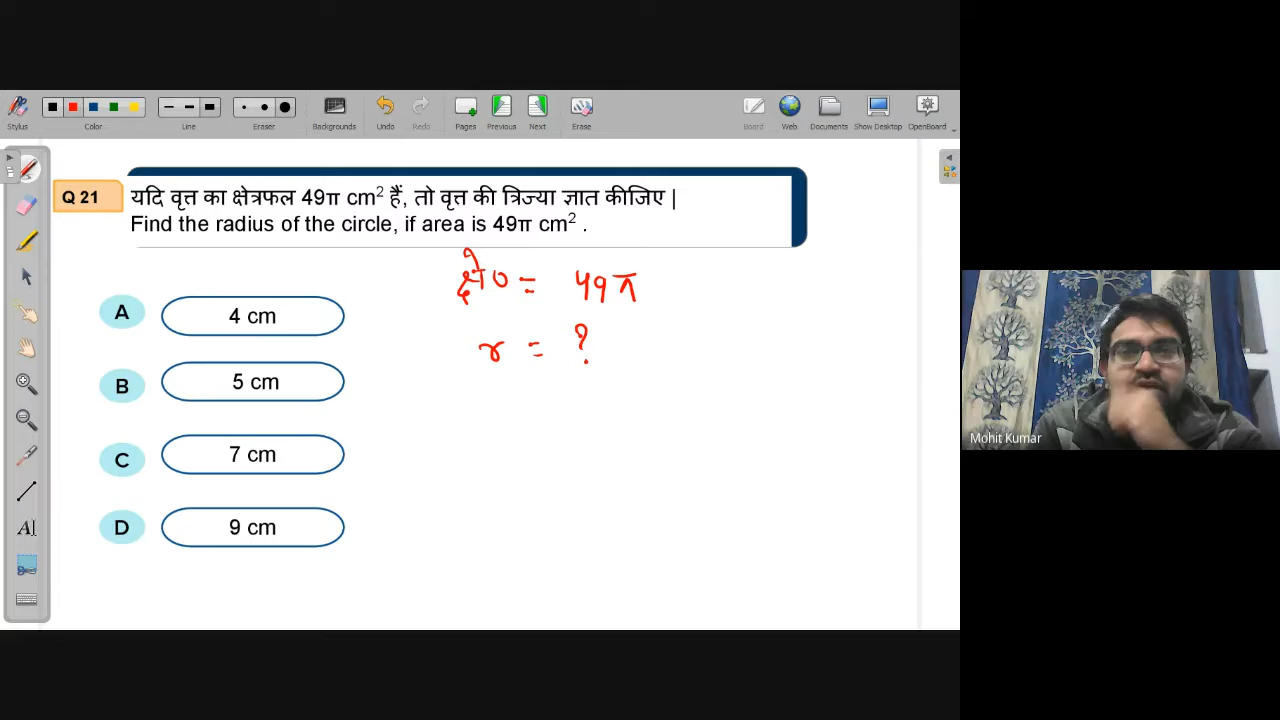 Stylus
Color
Line
Eraser
Backgrounds
Undo
Redo
Pages
Previous
Next
Erase
Board
Web
Documents
Show Desktop
OpenBoard
Q 21
यदि वृत्त का क्षेत्रफल 49π cm² हैं, तो वृत्त की त्रिज्या ज्ञात कीजिए |
Find the radius of the circle, if area is 49π cm² .
क्षे० = 49π
r = ?
A 4 cm
B 5 cm
C 7 cm
D 9 cm
AI
Mohit Kumar